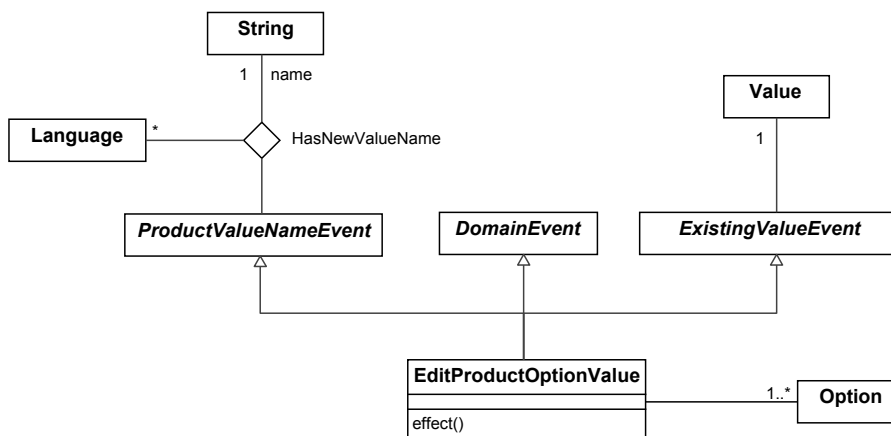 String
1 name
Value
Language
*
HasNewValueName
1
ProductValueNameEvent
DomainEvent
ExistingValueEvent
EditProductOptionValue
1..*
Option
effect()